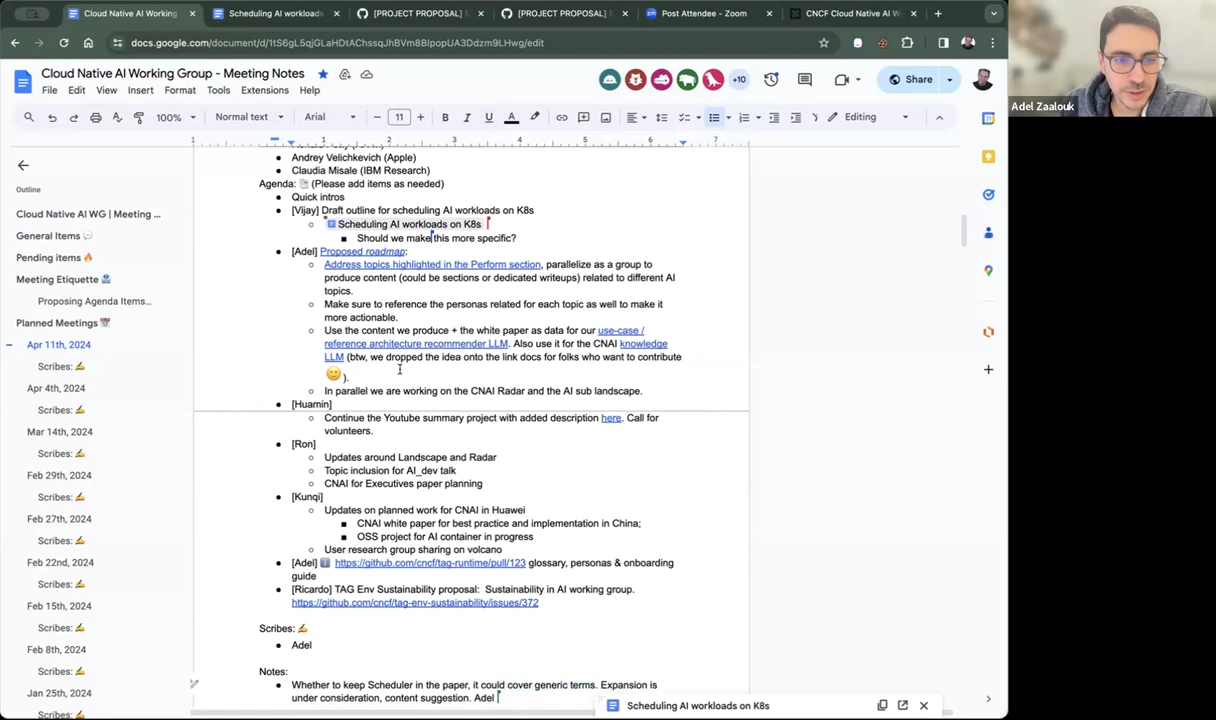 Cloud Native AI Working
Scheduling AI workloads
[PROJECT PROPOSAL]
[PROJECT PROPOSAL]
Post Attendee - Zoom
CNCF Cloud Native AI W
docs.google.com/document/d/1tS6gL5qjGLaHDtAChssqJhBVm8BlpopUA3Ddzm9LHwg/edit
Adel Zaalouk
Cloud Native AI Working Group - Meeting Notes
File Edit View Insert Format Tools Extensions Help
+10
Share
100% Normal text Arial 11 B I U A Editing
1 1 2 3 4 5 6 7
Outline
Cloud Native AI WG | Meeting ...
General Items 💬
Pending items 🔥
Meeting Etiquette
Proposing Agenda Items...
Planned Meetings 📆
Apr 11th, 2024
Scribes: ✍️
Apr 4th, 2024
Scribes: ✍️
Mar 14th, 2024
Scribes: ✍️
Feb 29th, 2024
Scribes: ✍️
Feb 27th, 2024
Scribes: ✍️
Feb 22nd, 2024
Scribes: ✍️
Feb 15th, 2024
Scribes: ✍️
Feb 8th, 2024
Scribes: ✍️
Jan 25th, 2024
Scribes: ✍️
Andrey Velichkevich (Apple)
Claudia Misale (IBM Research)
Agenda: 📝 (Please add items as needed)
Quick intros
[Vijay] Draft outline for scheduling AI workloads on K8s
Scheduling AI workloads on K8s
Should we make this more specific?
[Adel] Proposed roadmap:
Address topics highlighted in the Perform section, parallelize as a group to
produce content (could be sections or dedicated writeups) related to different AI
topics.
Make sure to reference the personas related for each topic as well to make it
more actionable.
Use the content we produce + the white paper as data for our use-case /
reference architecture recommender LLM. Also use it for the CNAI knowledge
LLM (btw, we dropped the idea onto the link docs for folks who want to contribute
🙂 ).
In parallel we are working on the CNAI Radar and the AI sub landscape.
[Huamin]
Continue the Youtube summary project with added description here. Call for
volunteers.
[Ron]
Updates around Landscape and Radar
Topic inclusion for AI_dev talk
CNAI for Executives paper planning
[Kunqi]
Updates on planned work for CNAI in Huawei
CNAI white paper for best practice and implementation in China;
OSS project for AI container in progress
User research group sharing on volcano
[Adel] ℹ️ https://github.com/cncf/tag-runtime/pull/123 glossary, personas & onboarding
guide
[Ricardo] TAG Env Sustainability proposal: Sustainability in AI working group.
https://github.com/cncf/tag-env-sustainability/issues/372
Scribes: ✍️
Adel
Notes:
Whether to keep Scheduler in the paper, it could cover generic terms. Expansion is
under consideration, content suggestion. Adel
Scheduling AI workloads on K8s